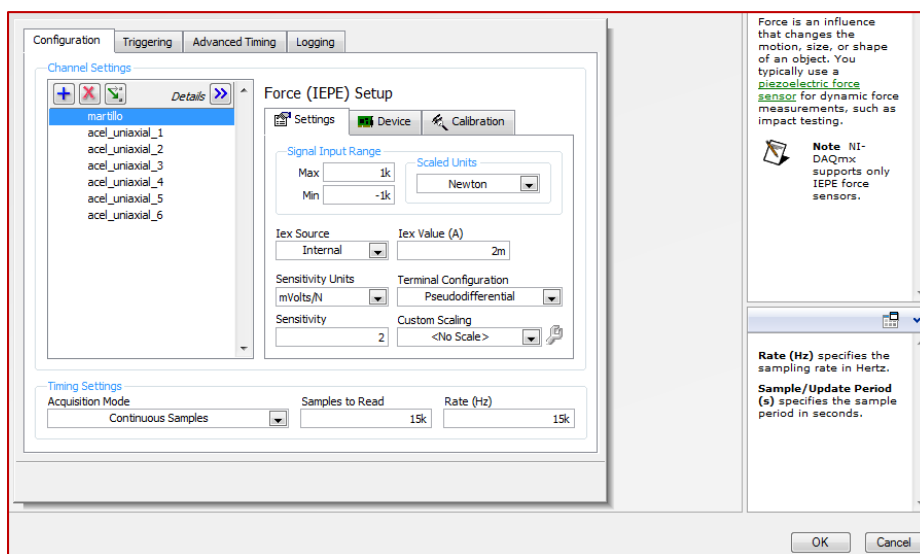 Configuration
Triggering
Advanced Timing
Logging
Channel Settings
Details
martillo
acel_uniaxial_1
acel_uniaxial_2
acel_uniaxial_3
acel_uniaxial_4
acel_uniaxial_5
acel_uniaxial_6
Force (IEPE) Setup
Settings
Device
Calibration
Signal Input Range
Max 1k
Min -1k
Scaled Units
Newton
Iex Source
Internal
Iex Value (A)
2m
Sensitivity Units
mVolts/N
Terminal Configuration
Pseudodifferential
Sensitivity
2
Custom Scaling
<No Scale>
Timing Settings
Acquisition Mode
Continuous Samples
Samples to Read
15k
Rate (Hz)
15k
Force is an influence
that changes the
motion, size, or shape
of an object. You
typically use a
piezoelectric force
sensor for dynamic force
measurements, such as
impact testing.
Note NI-
DAQmx
supports only
IEPE force
sensors.
Rate (Hz) specifies the
sampling rate in Hertz.
Sample/Update Period
(s) specifies the sample
period in seconds.
OK
Cancel